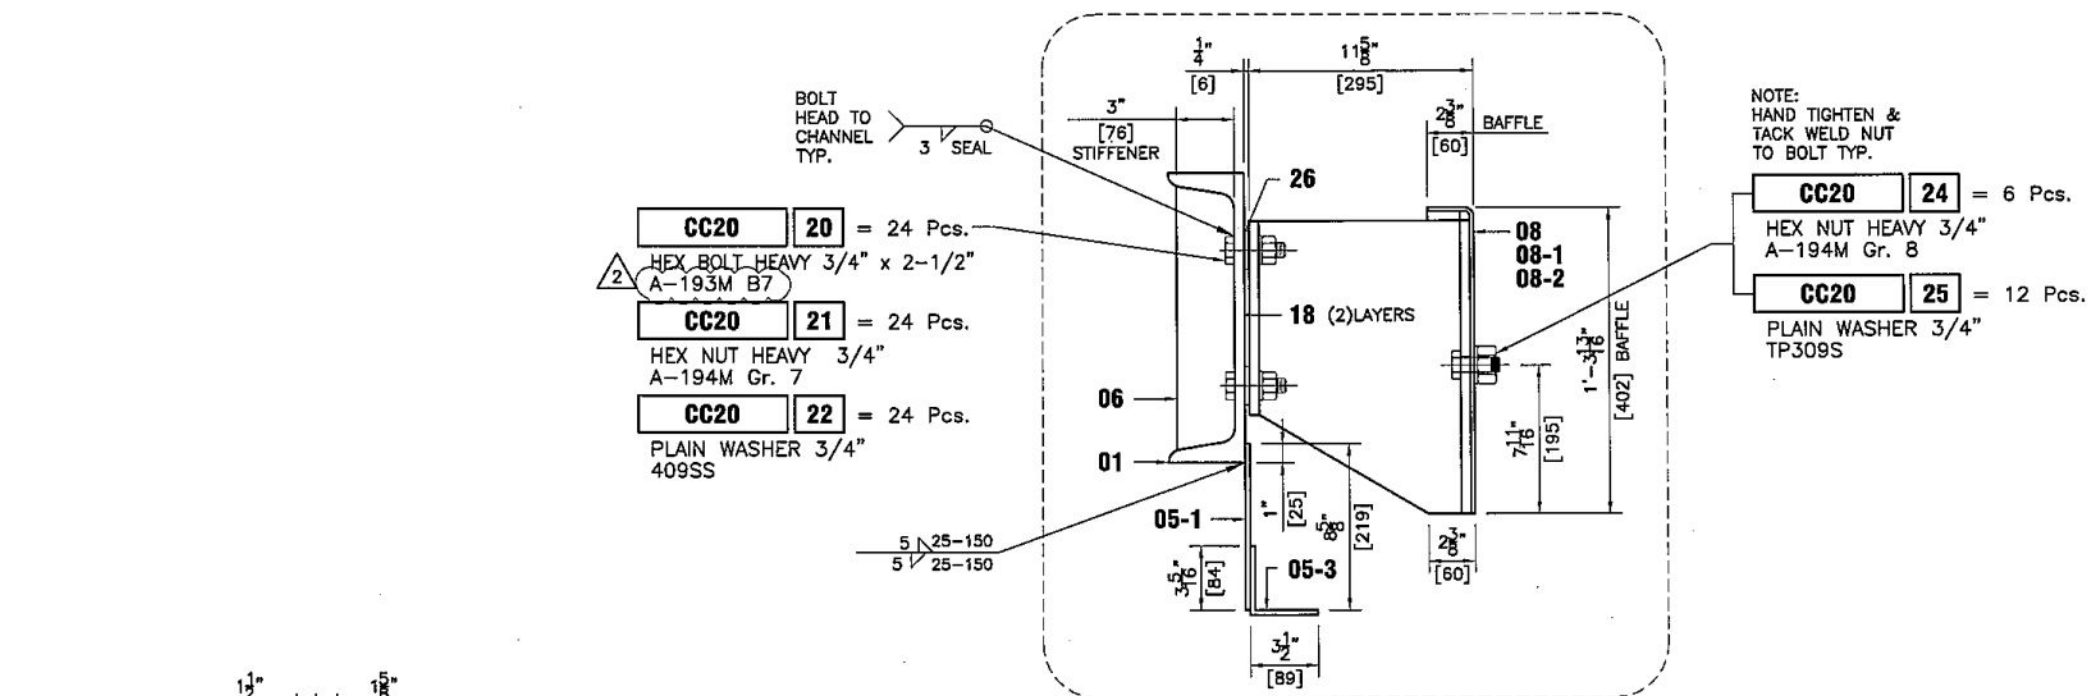 BOLT
HEAD TO
CHANNEL
TYP.
3 SEAL
CC20 20 = 24 Pcs.
HEX BOLT HEAVY 3/4" x 2-1/2"
2
A-193M B7
CC20 21 = 24 Pcs.
HEX NUT HEAVY 3/4"
A-194M Gr. 7
CC20 22 = 24 Pcs.
PLAIN WASHER 3/4"
409SS
5 25-150
5 25-150
1/4"
[6]
11 5/8"
[295]
3"
[76]
STIFFENER
2 3/8" BAFFLE
[60]
26
08
08-1
08-2
18 (2)LAYERS
06
01
05-1
05-3
1"
[25]
8 5/8"
[219]
3 5/16"
[84]
3 1/2"
[89]
2 3/8"
[60]
7 11/16"
[195]
1'-3 13/16"
[402] BAFFLE
NOTE:
HAND TIGHTEN &
TACK WELD NUT
TO BOLT TYP.
CC20 24 = 6 Pcs.
HEX NUT HEAVY 3/4"
A-194M Gr. 8
CC20 25 = 12 Pcs.
PLAIN WASHER 3/4"
TP309S
1 1/2"
1 5/8"